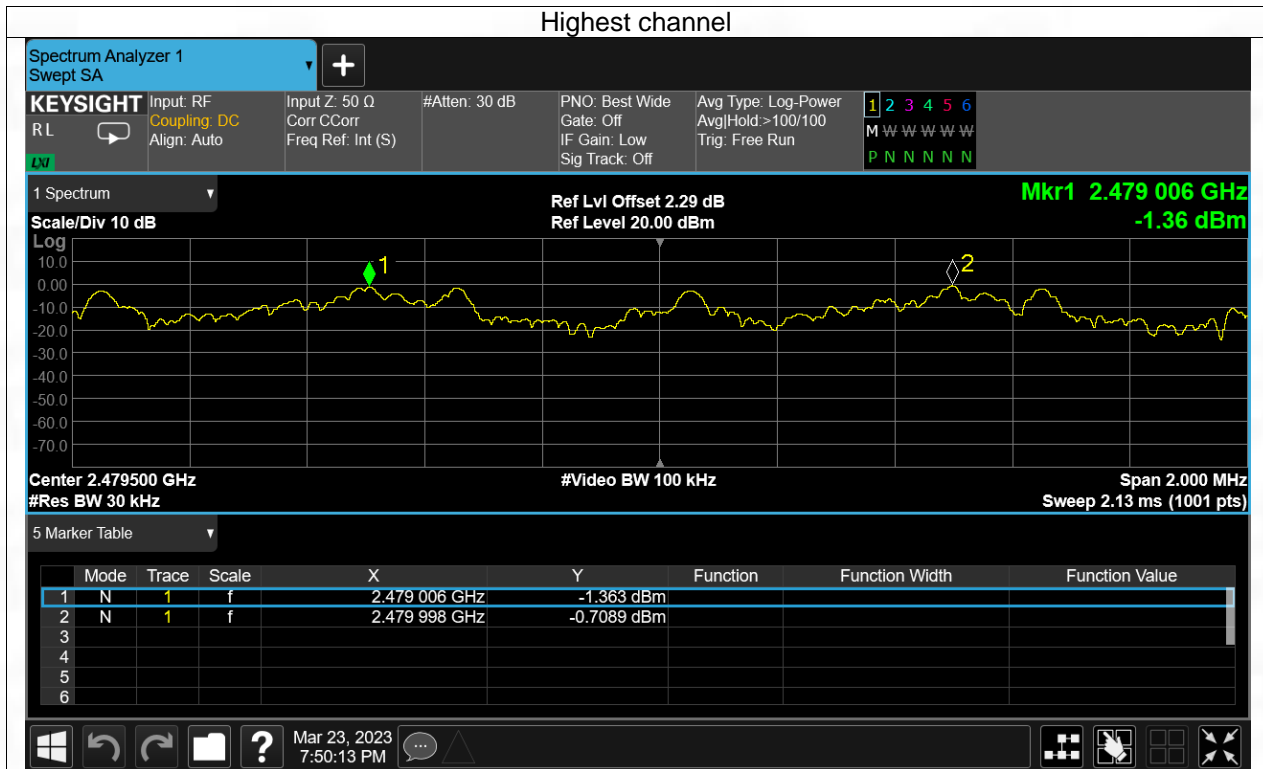 Highest channel
Spectrum Analyzer 1
Swept SA
KEYSIGHT
RL
LXI
Input: RF
Coupling: DC
Align: Auto
Input Z: 50 Ω
Corr CCorr
Freq Ref: Int (S)
#Atten: 30 dB
PNO: Best Wide
Gate: Off
IF Gain: Low
Sig Track: Off
Avg Type: Log-Power
Avg|Hold:>100/100
Trig: Free Run
1 2 3 4 5 6
M W W W W W
P N N N N N
1 Spectrum
Scale/Div 10 dB
Ref Lvl Offset 2.29 dB
Ref Level 20.00 dBm
Mkr1 2.479 006 GHz
-1.36 dBm
Log
10.0
0.00
-10.0
-20.0
-30.0
-40.0
-50.0
-60.0
-70.0
1
2
Center 2.479500 GHz
#Res BW 30 kHz
#Video BW 100 kHz
Span 2.000 MHz
Sweep 2.13 ms (1001 pts)
5 Marker Table
Mode Trace Scale X Y Function Function Width Function Value
1 N 1 f 2.479 006 GHz -1.363 dBm
2 N 1 f 2.479 998 GHz -0.7089 dBm
3
4
5
6
?
Mar 23, 2023
7:50:13 PM